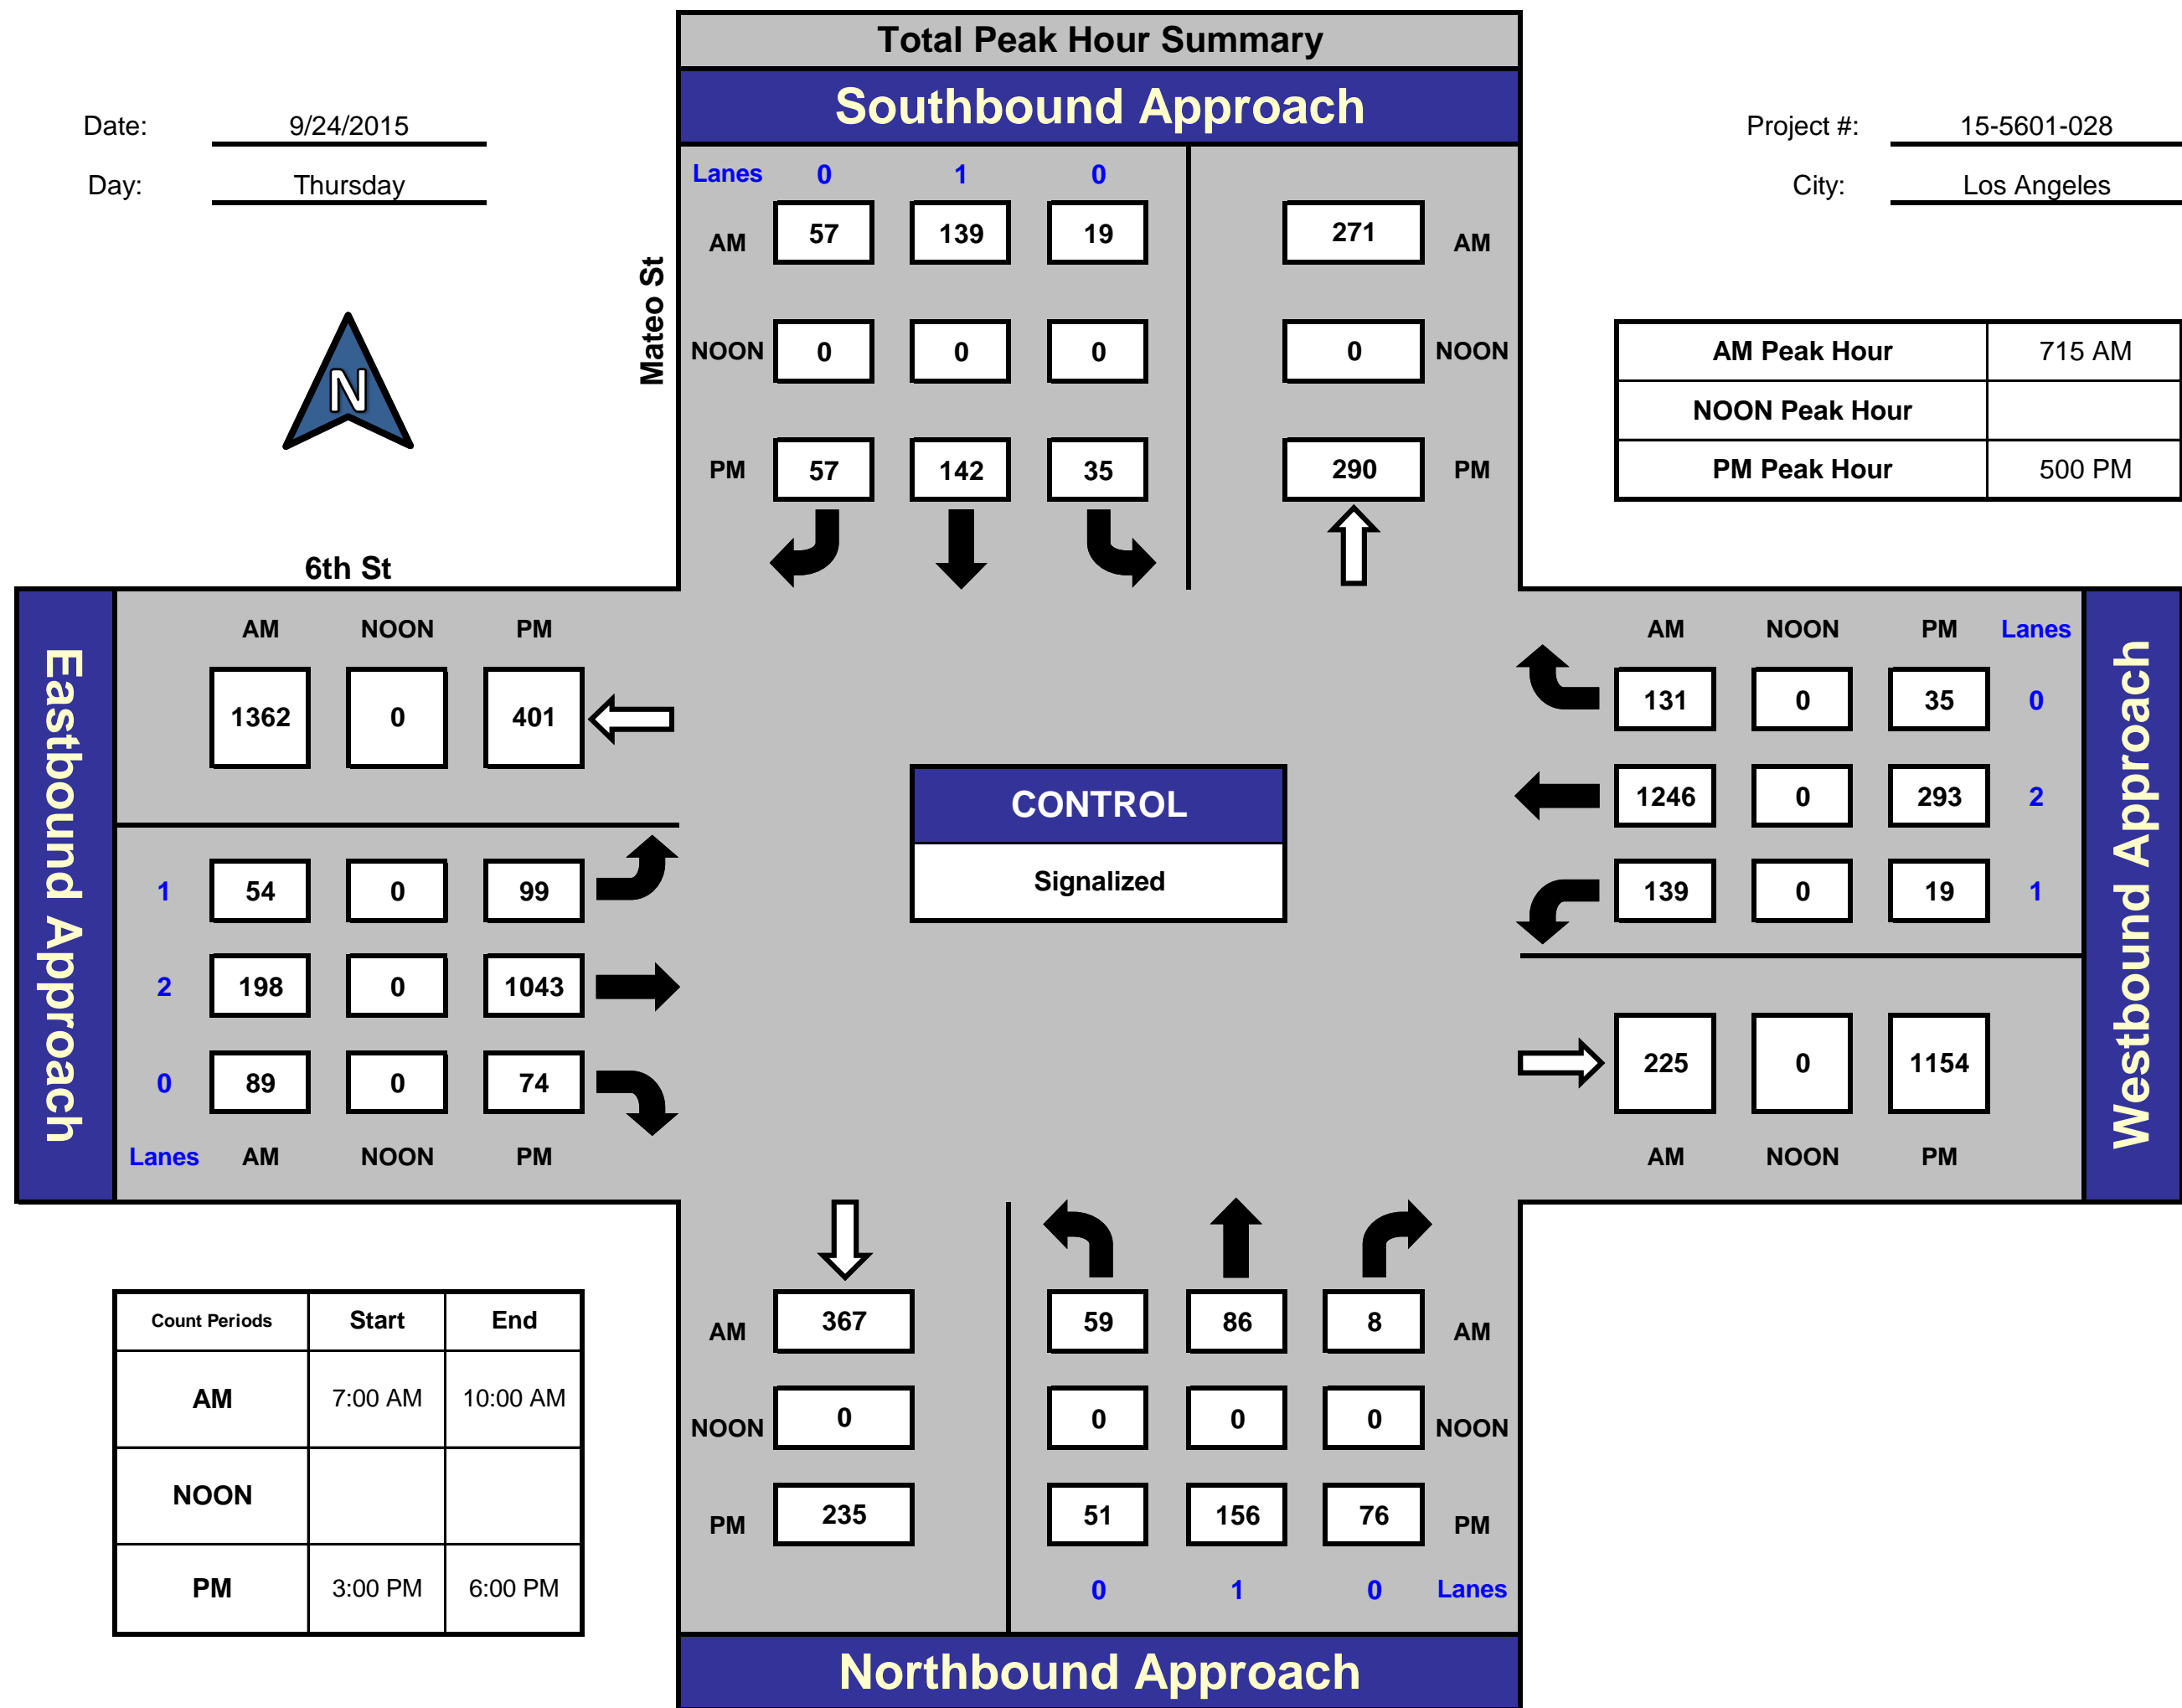 Total Peak Hour Summary
Southbound Approach
Date: 9/24/2015
Day: Thursday
Project #: 15-5601-028
City: Los Angeles
N
Mateo St
Lanes 0 1 0
AM 57 139 19 271 AM
NOON 0 0 0 0 NOON
PM 57 142 35 290 PM
AM Peak Hour 715 AM
NOON Peak Hour
PM Peak Hour 500 PM
6th St
Eastbound Approach
AM NOON PM
1362 0 401
1 54 0 99
2 198 0 1043
0 89 0 74
Lanes AM NOON PM
CONTROL
Signalized
AM NOON PM Lanes
131 0 35 0
1246 0 293 2
139 0 19 1
225 0 1154
AM NOON PM
Westbound Approach
Count Periods Start End
AM 7:00 AM 10:00 AM
NOON
PM 3:00 PM 6:00 PM
AM 367 59 86 8 AM
NOON 0 0 0 0 NOON
PM 235 51 156 76 PM
0 1 0 Lanes
Northbound Approach